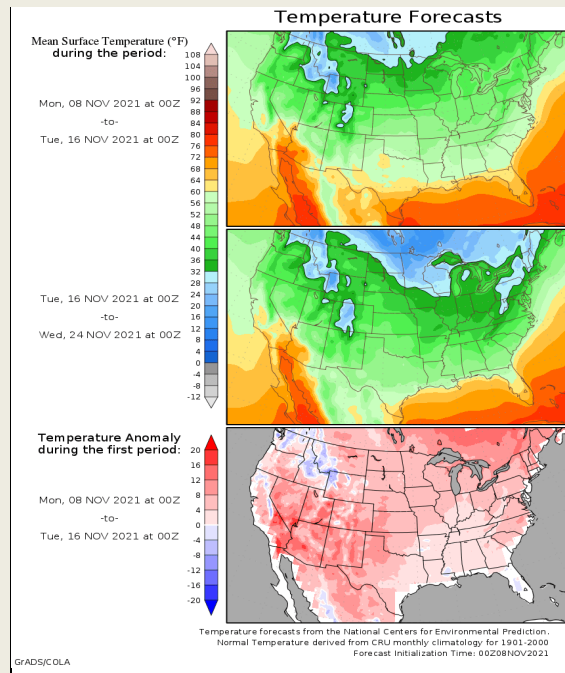 Temperature Forecasts
Mean Surface Temperature (°F)
during the period:
Mon, 08 NOV 2021 at 00Z
-to-
Tue, 16 NOV 2021 at 00Z
108
104
100
96
92
88
84
80
76
72
68
64
60
56
52
48
44
40
36
32
28
24
20
16
12
8
4
0
-4
-8
-12
Tue, 16 NOV 2021 at 00Z
-to-
Wed, 24 NOV 2021 at 00Z
Temperature Anomaly
during the first period:
Mon, 08 NOV 2021 at 00Z
-to-
Tue, 16 NOV 2021 at 00Z
20
16
12
8
4
0
-4
-8
-12
-16
-20
Temperature forecasts from the National Centers for Environmental Prediction.
Normal Temperature derived from CRU monthly climatology for 1901-2000
Forecast Initialization Time: 00Z08NOV2021
GrADS/COLA